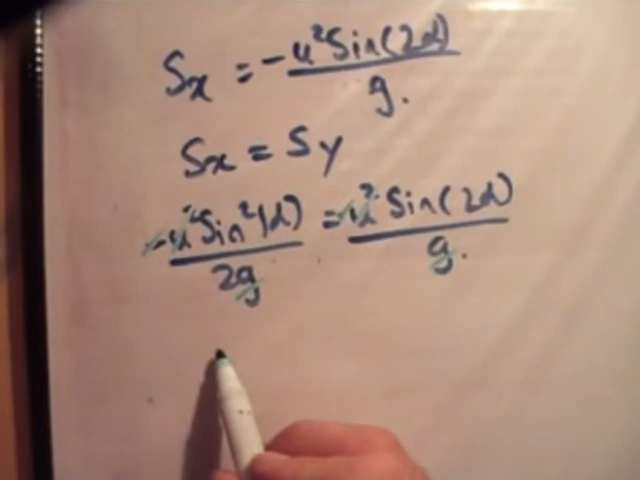 Sx = -u²Sin(2α)/g.
Sx = Sy
-u²Sin²(α)/2g = -u²Sin(2α)/g.